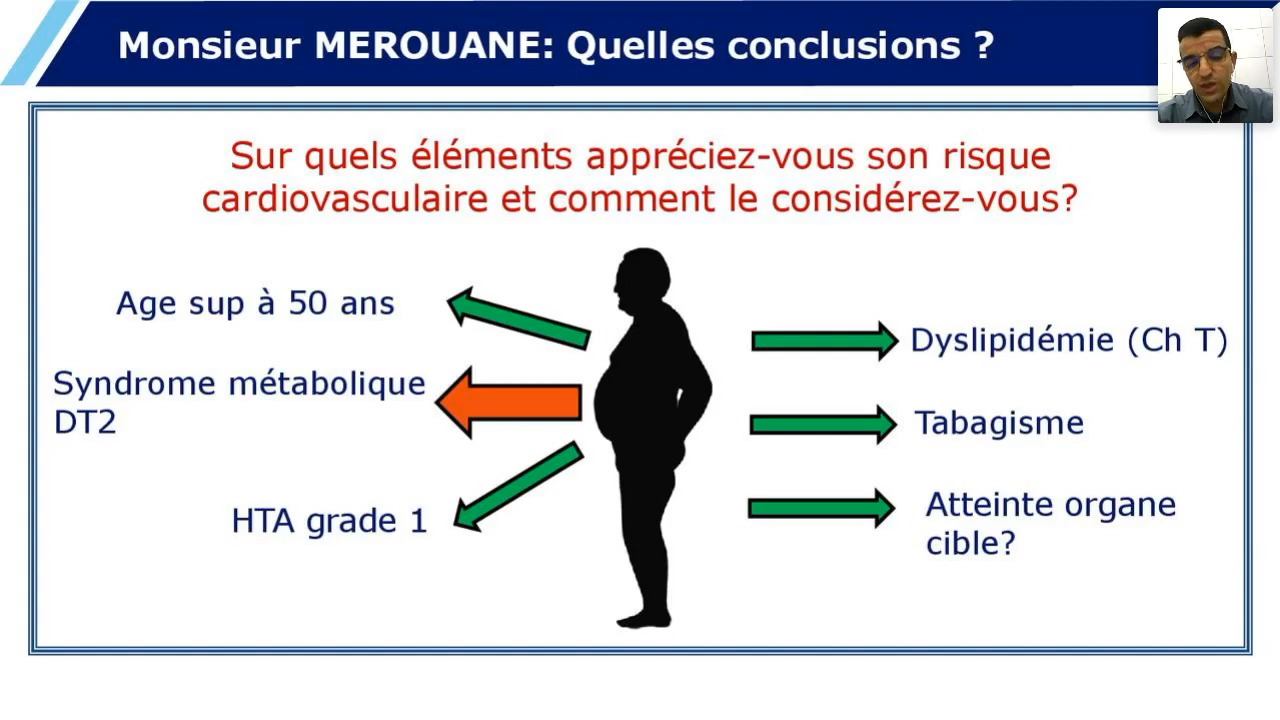 Monsieur MEROUANE: Quelles conclusions ?
Sur quels éléments appréciez-vous son risque
cardiovasculaire et comment le considérez-vous?
Age sup à 50 ans
Syndrome métabolique
DT2
HTA grade 1
Dyslipidémie (Ch T)
Tabagisme
Atteinte organe
cible?